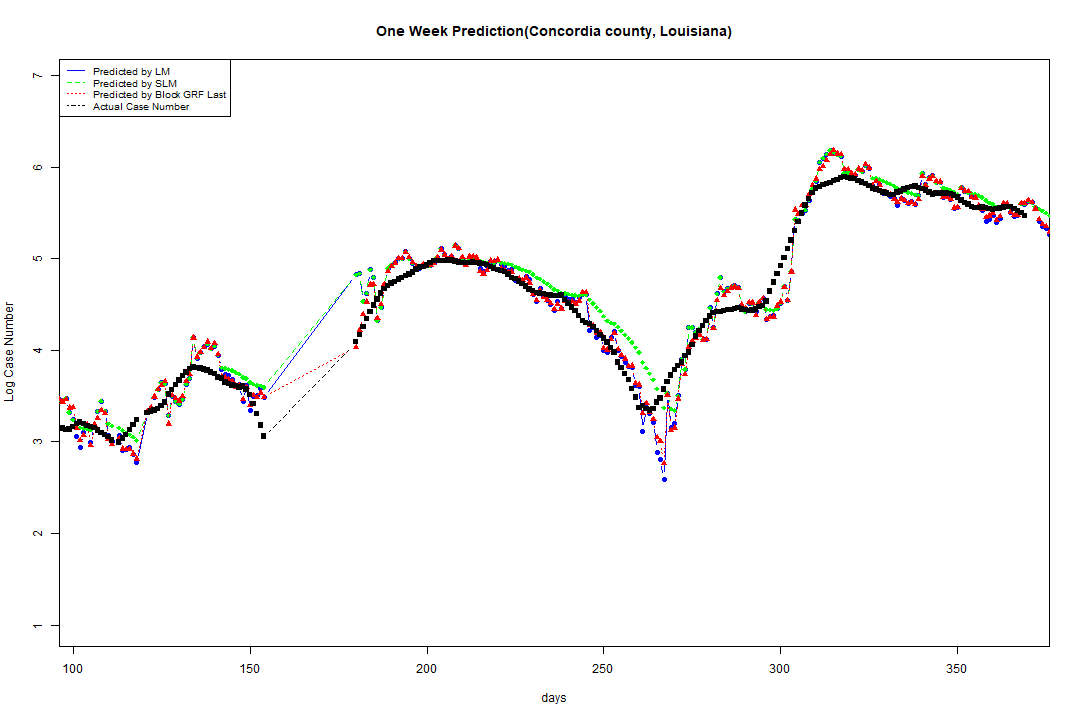 One Week Prediction(Concordia county, Louisiana)
Predicted by LM
Predicted by SLM
Predicted by Block GRF Last
Actual Case Number
Log Case Number
7
6
5
4
3
2
1
100 150 200 250 300 350
days